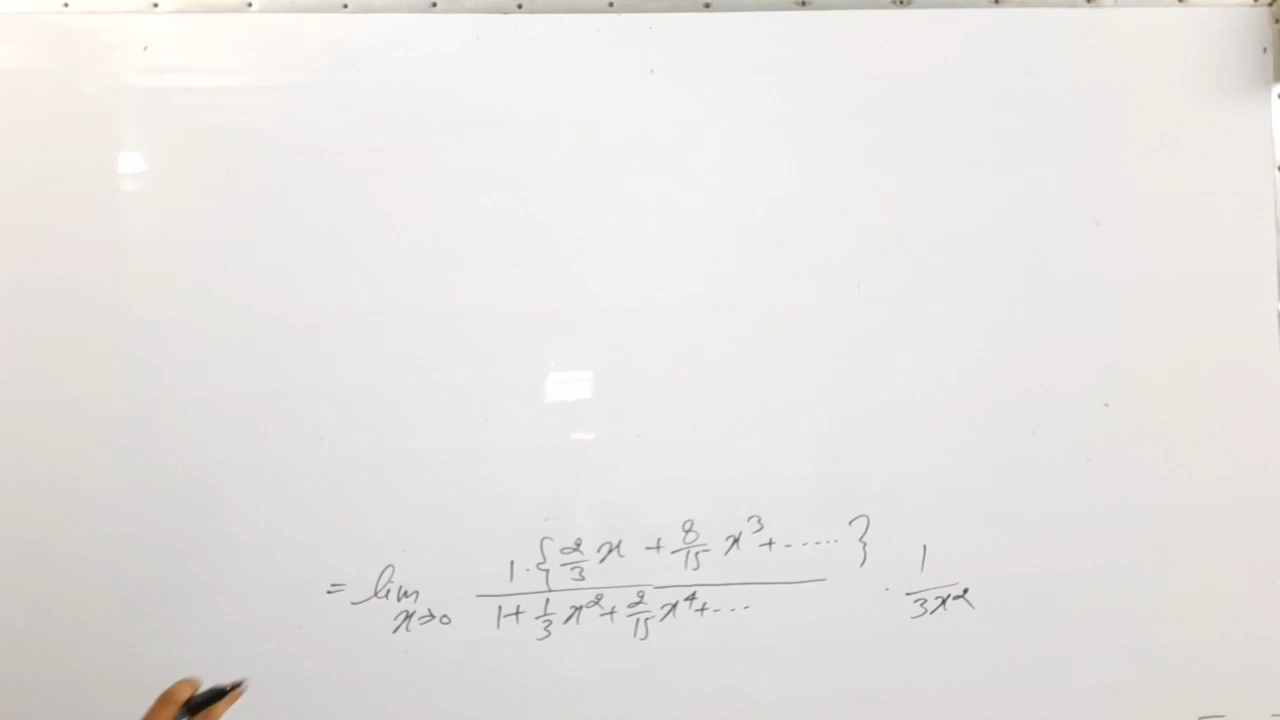 = lim x→0 1·{2/3 x + 8/15 x³ + ......} / 1 + 1/3 x² + 2/15 x⁴ + ... · 1/3x²